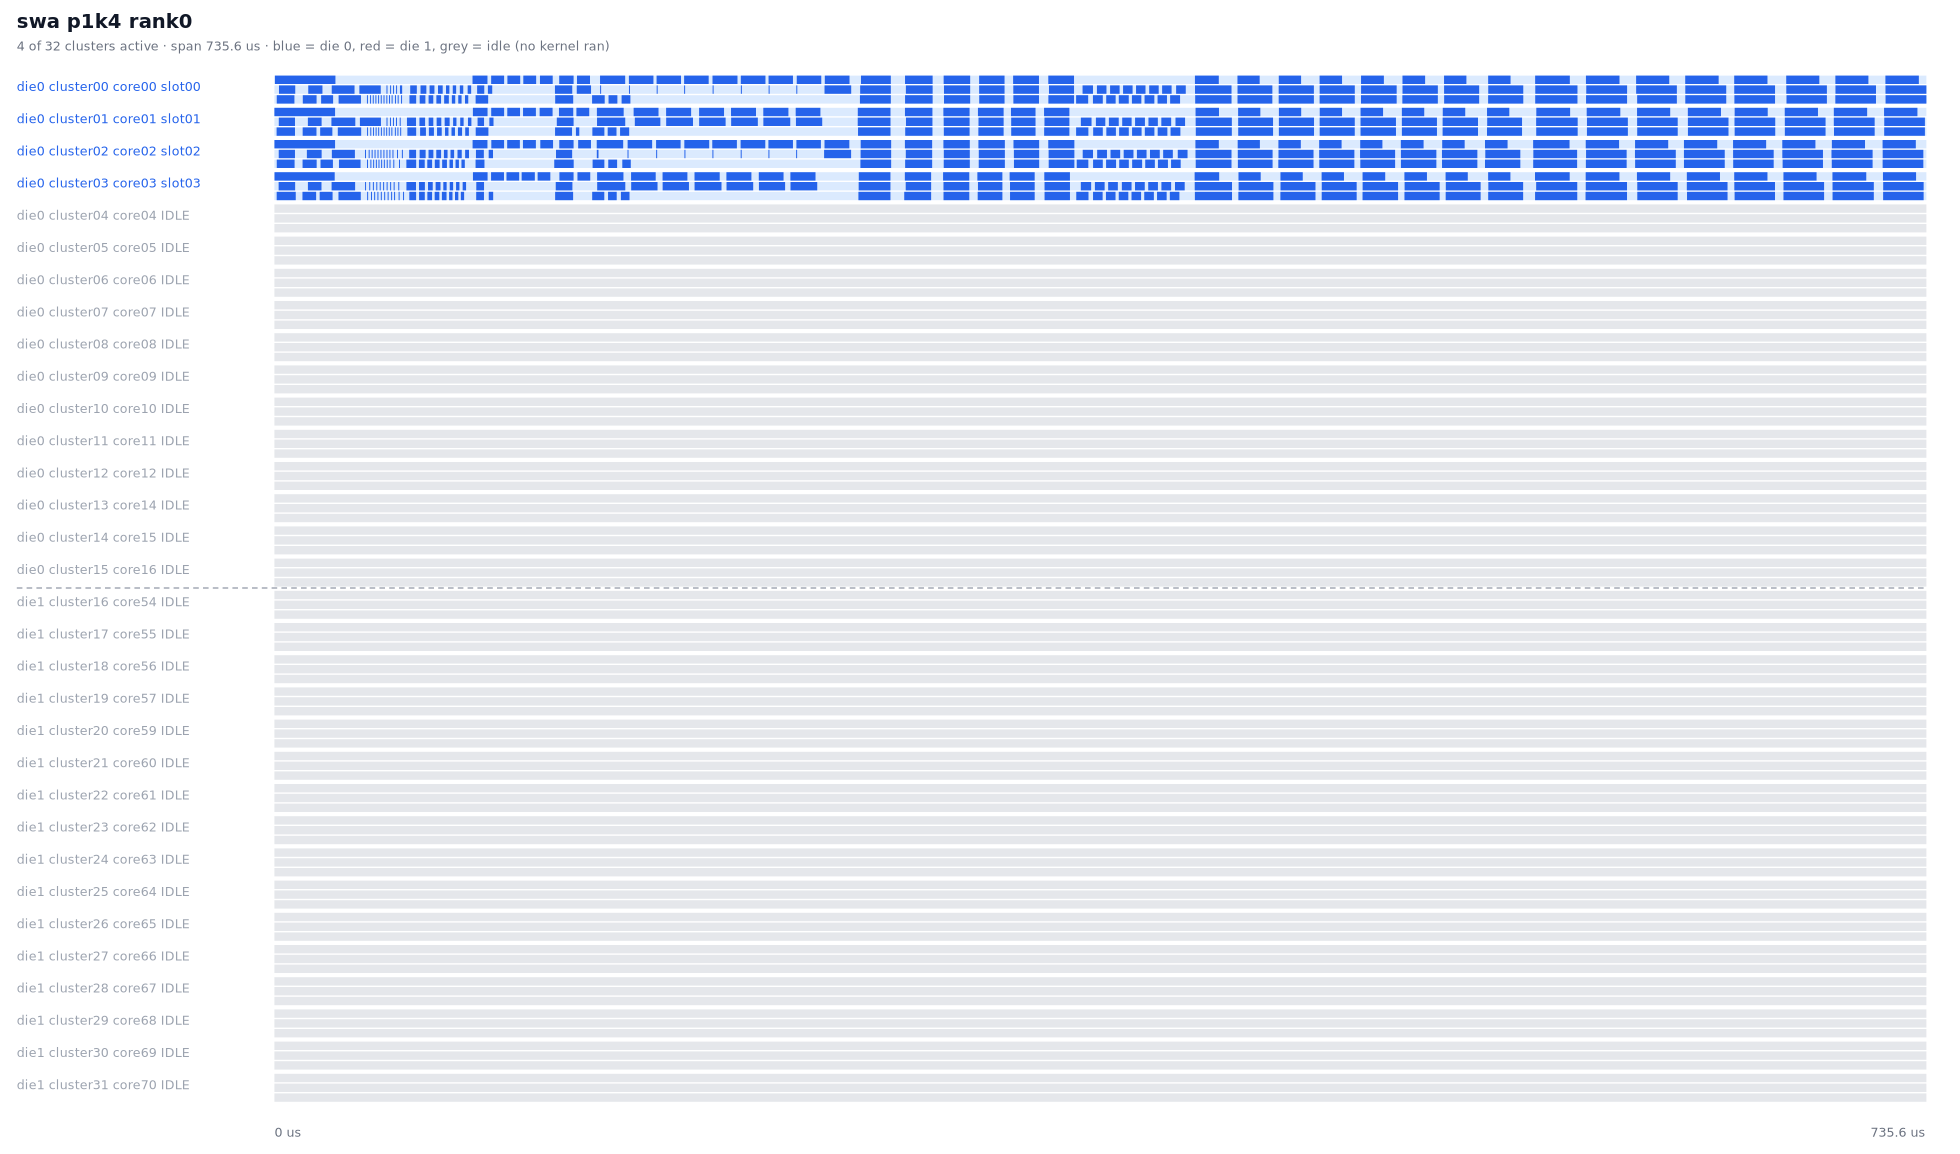 swa p1k4 rank0
4 of 32 clusters active · span 735.6 us · blue = die 0, red = die 1, grey = idle (no kernel ran)
die0 cluster00 core00 slot00
die0 cluster01 core01 slot01
die0 cluster02 core02 slot02
die0 cluster03 core03 slot03
die0 cluster04 core04 IDLE
die0 cluster05 core05 IDLE
die0 cluster06 core06 IDLE
die0 cluster07 core07 IDLE
die0 cluster08 core08 IDLE
die0 cluster09 core09 IDLE
die0 cluster10 core10 IDLE
die0 cluster11 core11 IDLE
die0 cluster12 core12 IDLE
die0 cluster13 core14 IDLE
die0 cluster14 core15 IDLE
die0 cluster15 core16 IDLE
die1 cluster16 core54 IDLE
die1 cluster17 core55 IDLE
die1 cluster18 core56 IDLE
die1 cluster19 core57 IDLE
die1 cluster20 core59 IDLE
die1 cluster21 core60 IDLE
die1 cluster22 core61 IDLE
die1 cluster23 core62 IDLE
die1 cluster24 core63 IDLE
die1 cluster25 core64 IDLE
die1 cluster26 core65 IDLE
die1 cluster27 core66 IDLE
die1 cluster28 core67 IDLE
die1 cluster29 core68 IDLE
die1 cluster30 core69 IDLE
die1 cluster31 core70 IDLE
0 us
735.6 us